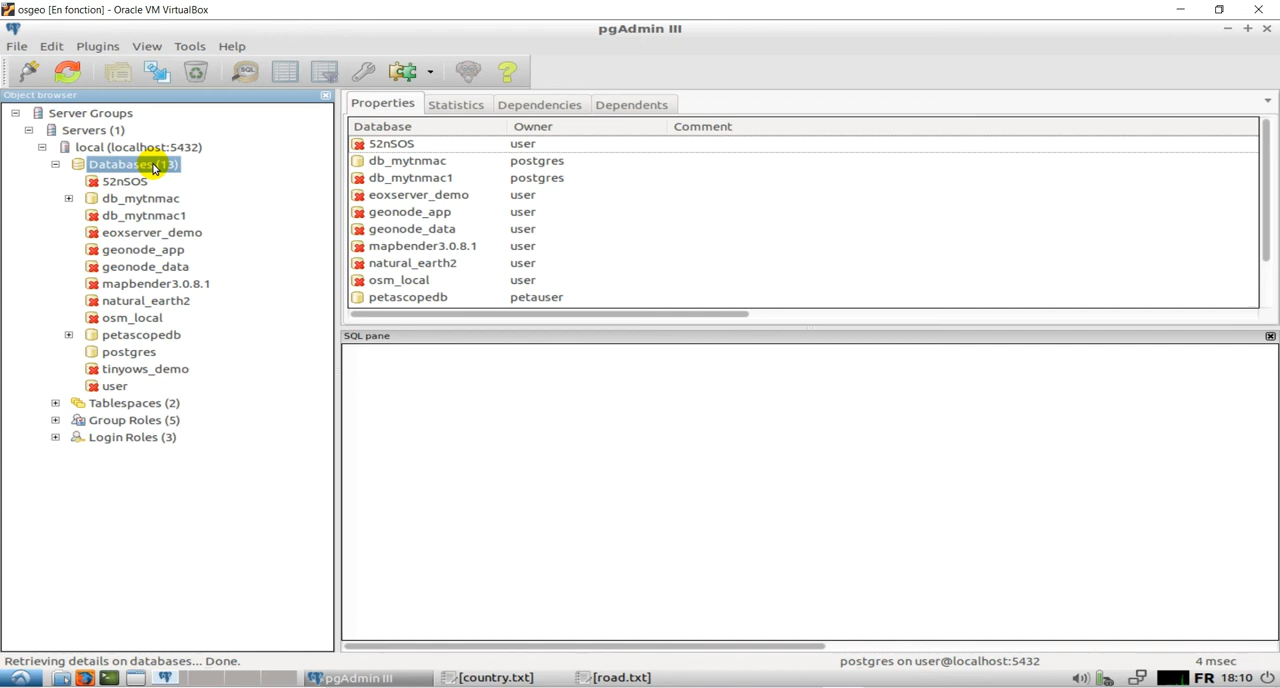 osgeo [En fonction] - Oracle VM VirtualBox
pgAdmin III
File Edit Plugins View Tools Help
SQL
Object browser
Server Groups
Servers (1)
local (localhost:5432)
Databases (13)
52nSOS
db_mytnmac
db_mytnmac1
eoxserver_demo
geonode_app
geonode_data
mapbender3.0.8.1
natural_earth2
osm_local
petascopedb
postgres
tinyows_demo
user
Tablespaces (2)
Group Roles (5)
Login Roles (3)
Properties Statistics Dependencies Dependents
Database Owner Comment
52nSOS user
db_mytnmac postgres
db_mytnmac1 postgres
eoxserver_demo user
geonode_app user
geonode_data user
mapbender3.0.8.1 user
natural_earth2 user
osm_local user
petascopedb petauser
SQL pane
Retrieving details on databases... Done. postgres on user@localhost:5432 4 msec
pgAdmin III [country.txt] [road.txt] FR 18:10